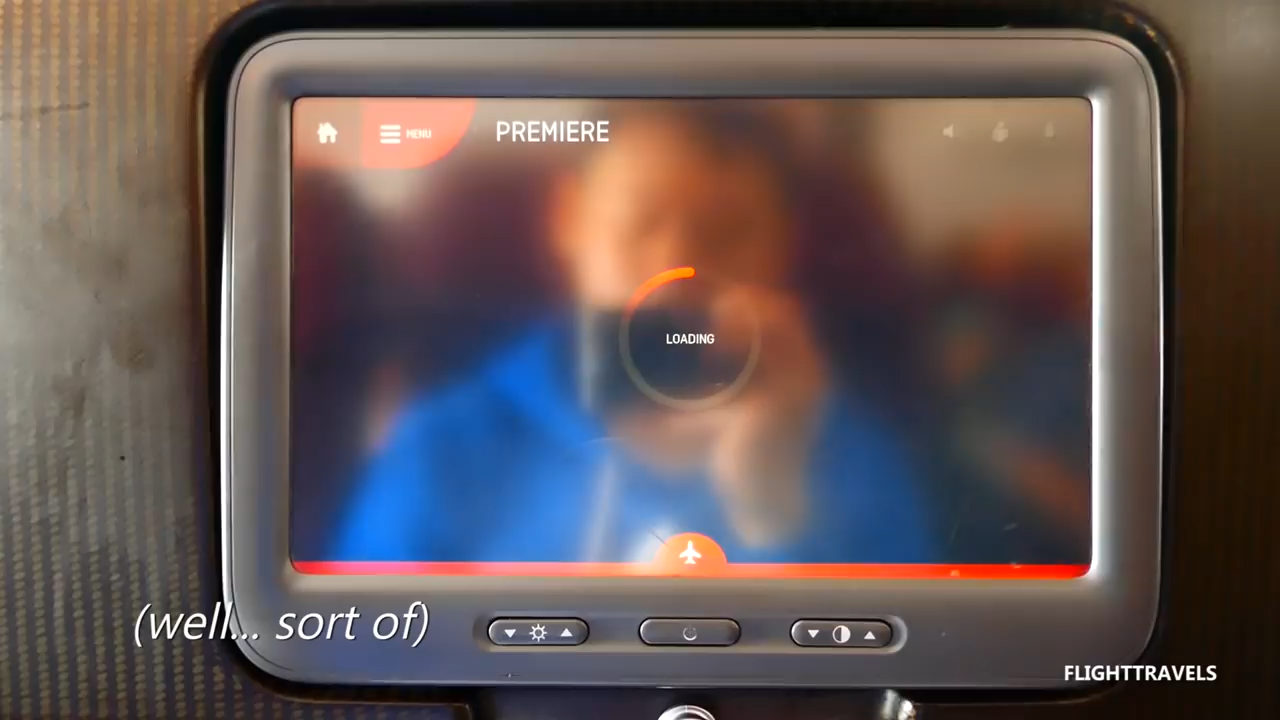 MENU
PREMIERE
LOADING
(well... sort of)
FLIGHTTRAVELS